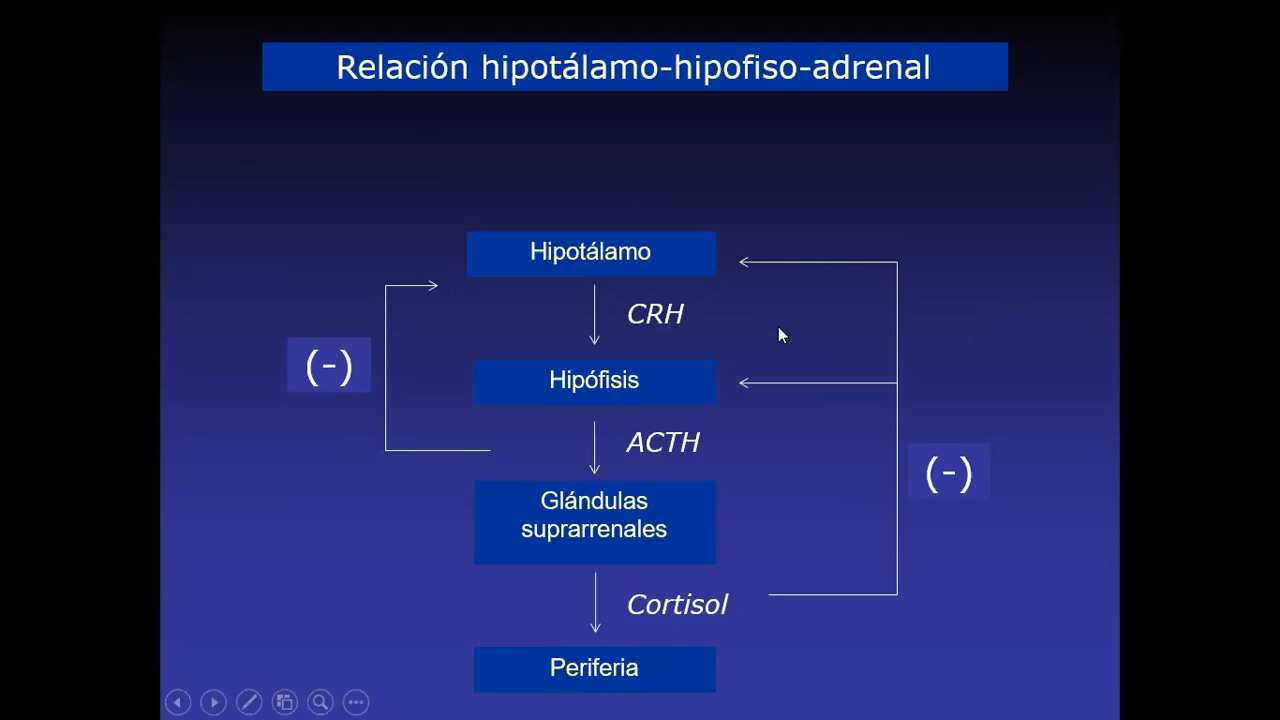 Relación hipotálamo-hipofiso-adrenal
Hipotálamo
CRH
(-)
Hipófisis
ACTH
(-)
Glándulas
suprarrenales
Cortisol
Periferia